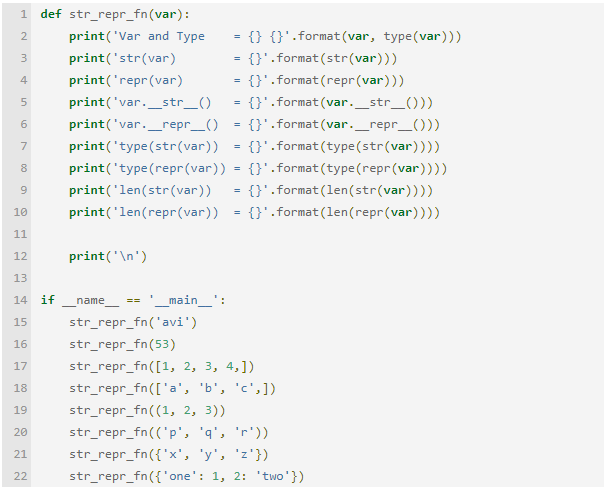 1 def str_repr_fn(var):
2     print('Var and Type    = {} {}'.format(var, type(var)))
3     print('str(var)        = {}'.format(str(var)))
4     print('repr(var)       = {}'.format(repr(var)))
5     print('var.__str__()   = {}'.format(var.__str__()))
6     print('var.__repr__()  = {}'.format(var.__repr__()))
7     print('type(str(var))  = {}'.format(type(str(var))))
8     print('type(repr(var)) = {}'.format(type(repr(var))))
9     print('len(str(var))   = {}'.format(len(str(var))))
10     print('len(repr(var))  = {}'.format(len(repr(var))))
11
12     print('\n')
13
14 if __name__ == '__main__':
15     str_repr_fn('avi')
16     str_repr_fn(53)
17     str_repr_fn([1, 2, 3, 4,])
18     str_repr_fn(['a', 'b', 'c',])
19     str_repr_fn((1, 2, 3))
20     str_repr_fn(('p', 'q', 'r'))
21     str_repr_fn({'x', 'y', 'z'})
22     str_repr_fn({'one': 1, 2: 'two'})